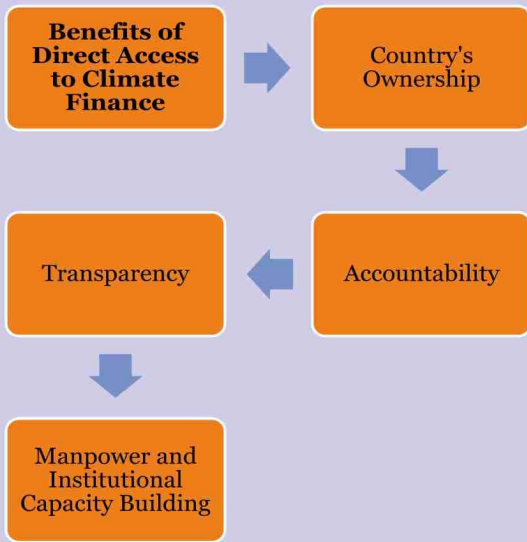 Benefits of
Direct Access
to Climate
Finance
Country's
Ownership
Accountability
Transparency
Manpower and
Institutional
Capacity Building